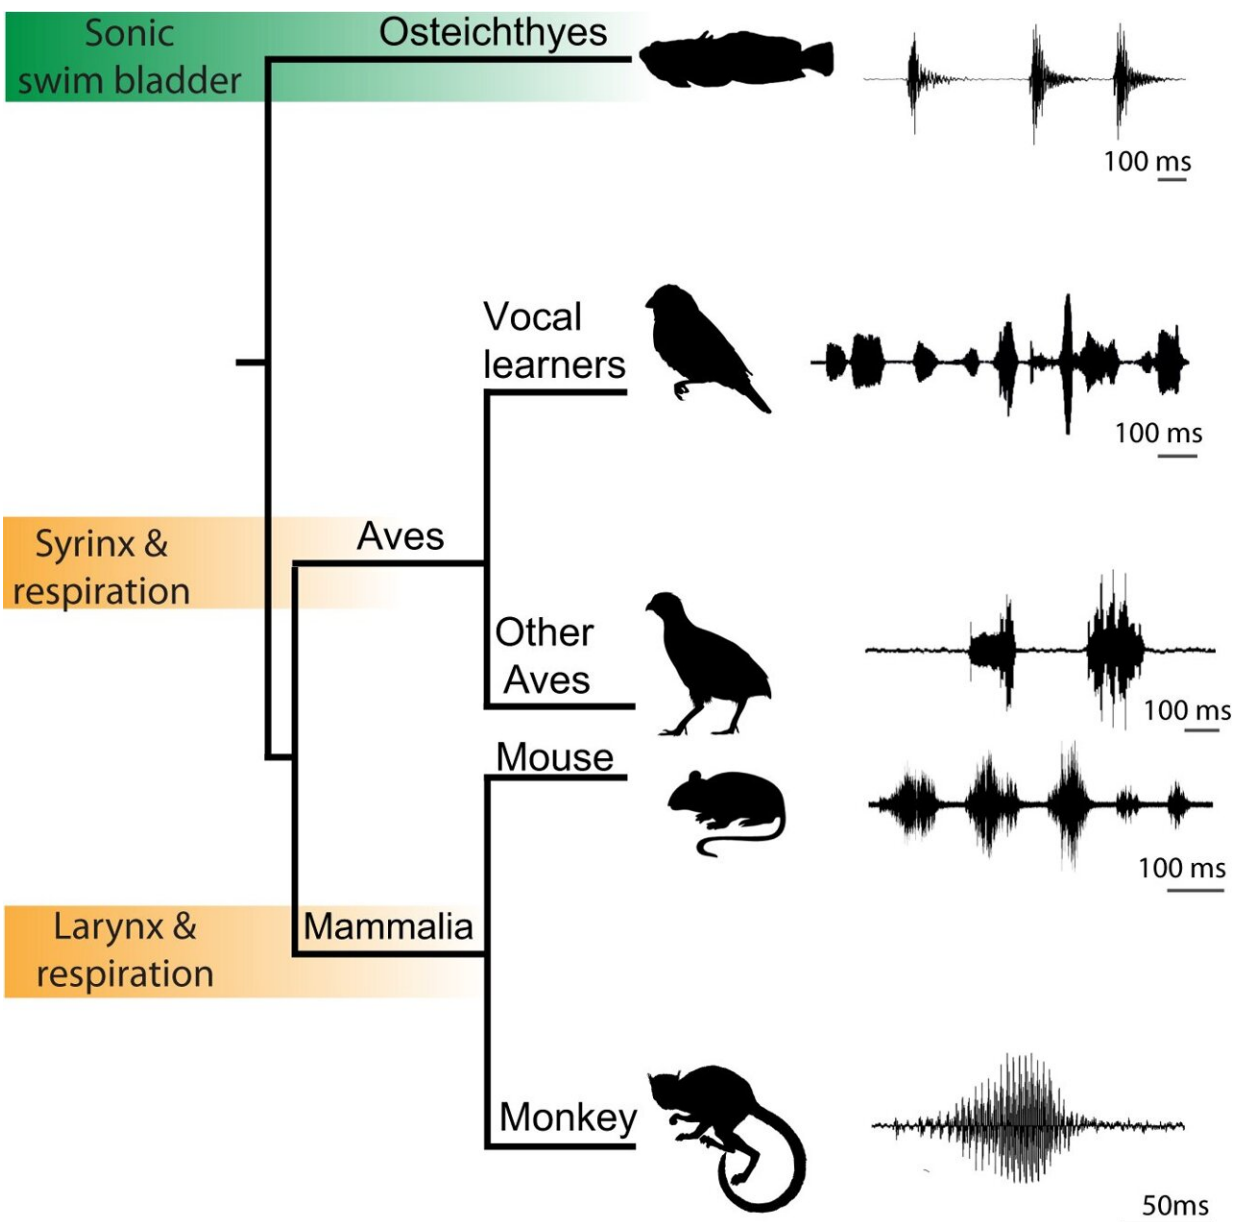 Sonic
swim bladder
Osteichthyes
100 ms
Vocal
learners
100 ms
Syrinx &
respiration
Aves
Other
Aves
100 ms
Mouse
100 ms
Larynx &
respiration
Mammalia
Monkey
50ms